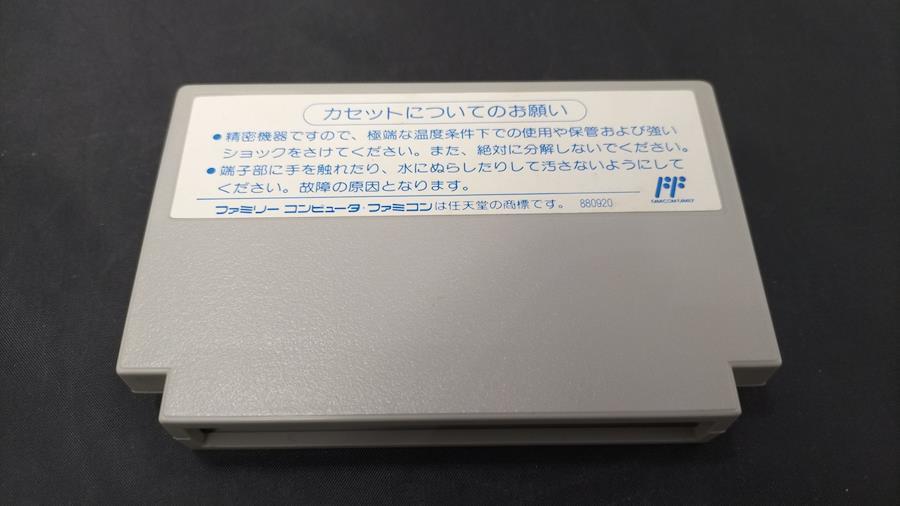 カセットについてのお願い
●精密機器ですので、極端な温度条件下での使用や保管および強い
ショックをさけてください。また、絶対に分解しないでください。
●端子部に手を触れたり、水にぬらしたりして汚さないようにして
ください。故障の原因となります。
FAMICOM FAMILY
ファミリー コンピュータ・ファミコンは任天堂の商標です。 880920